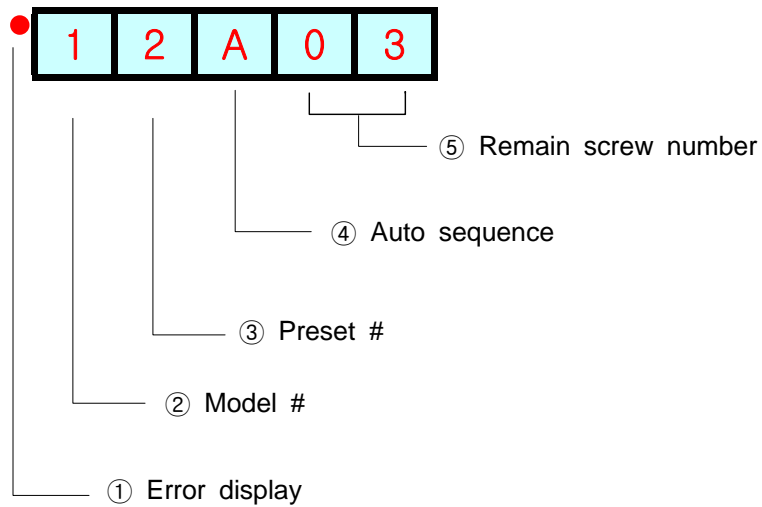 1 2 A 0 3
⑤ Remain screw number
④ Auto sequence
③ Preset #
② Model #
① Error display